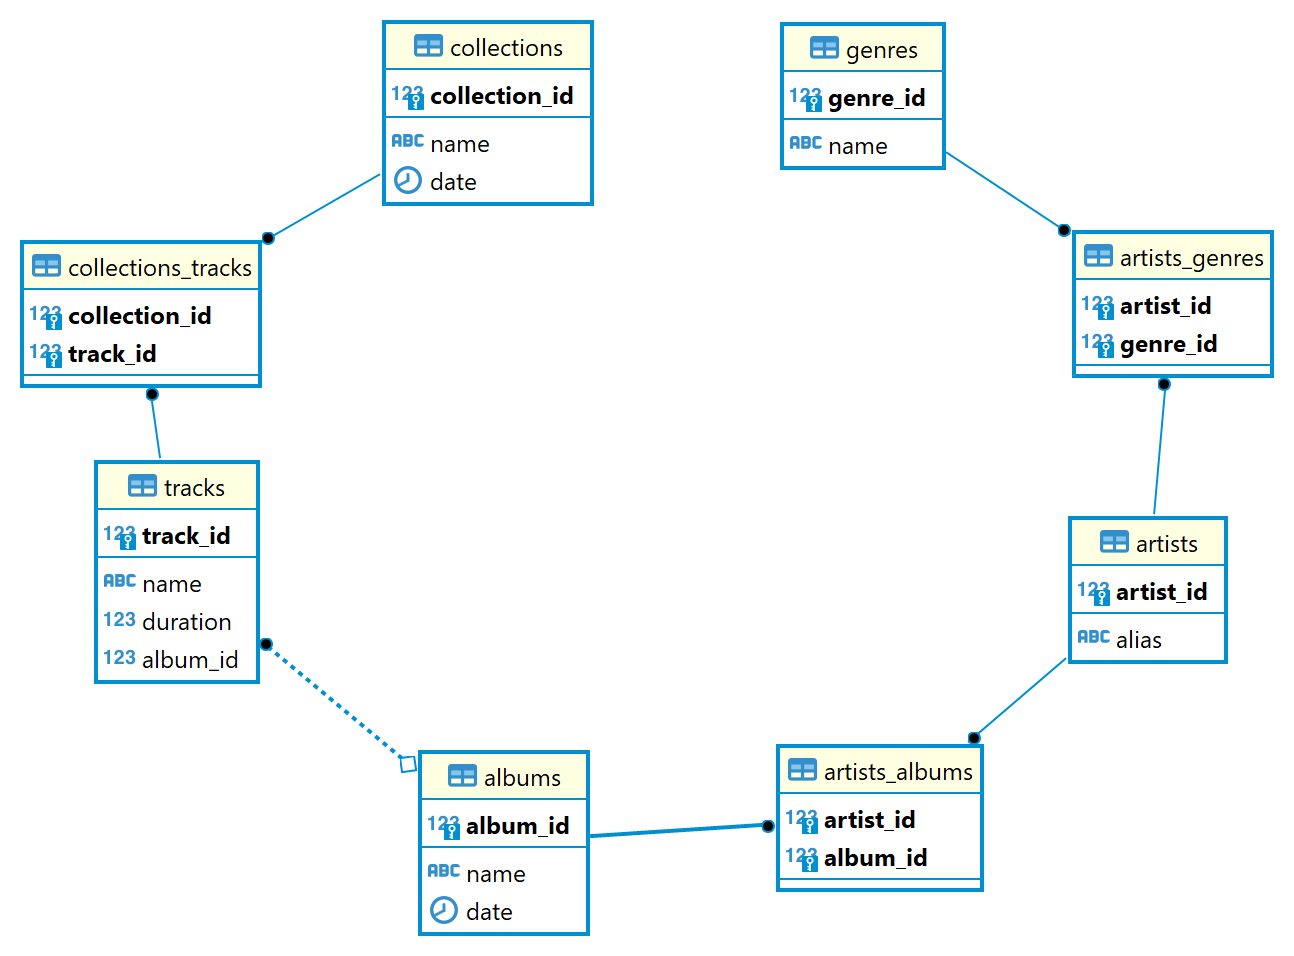 collections
123 collection_id
ABC name
date
genres
123 genre_id
ABC name
collections_tracks
123 collection_id
123 track_id
artists_genres
123 artist_id
123 genre_id
tracks
123 track_id
ABC name
123 duration
123 album_id
artists
123 artist_id
ABC alias
albums
123 album_id
ABC name
date
artists_albums
123 artist_id
123 album_id